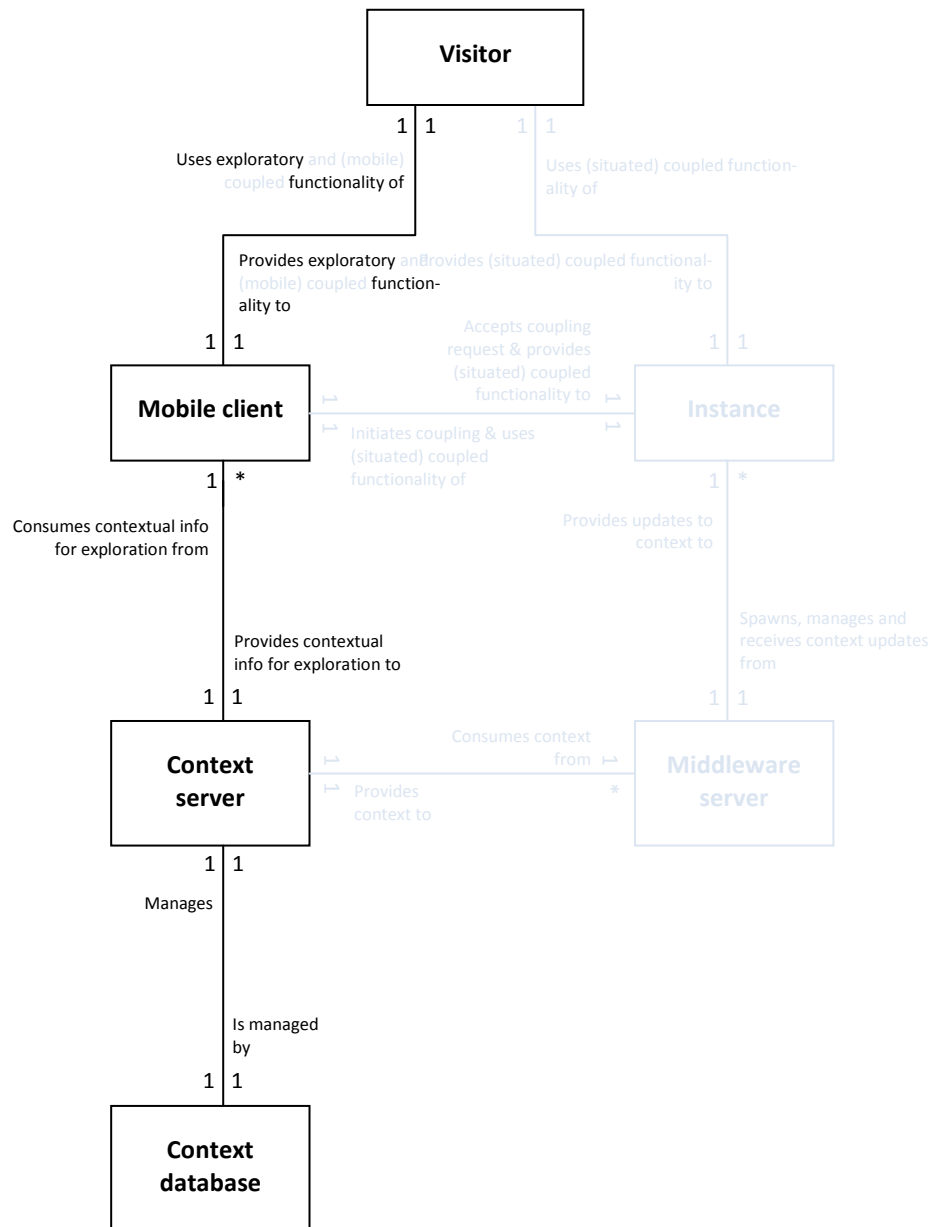 Visitor
1 1
1 1
Uses exploratory and (mobile)
coupled functionality of
Uses (situated) coupled function-
ality of
Provides exploratory and
(mobile) coupled function-
ality to
Provides (situated) coupled functional-
ity to
1 1
1 1
Accepts coupling
request & provides
(situated) coupled
functionality to
Mobile client
1
1
1
1
Instance
Initiates coupling & uses
(situated) coupled
functionality of
1 *
1 *
Consumes contextual info
for exploration from
Provides updates to
context to
Provides contextual
info for exploration to
Spawns, manages and
receives context updates
from
1 1
1 1
Context
server
1
1
Consumes context
from
1
*
Provides
context to
Middleware
server
1 1
Manages
Is managed
by
1 1
Context
database